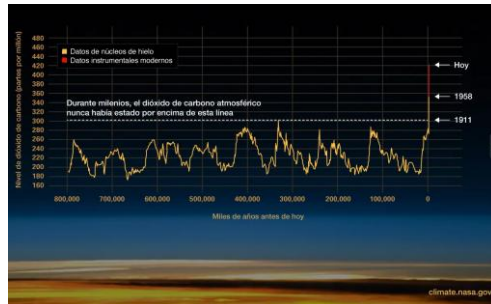 Nivel de dióxido de carbono (partes por millón)
480
460
440
420
400
380
360
340
320
300
280
260
240
220
200
180
160
Datos de núcleos de hielo
Datos instrumentales modernos
Durante milenios, el dióxido de carbono atmosférico
nunca había estado por encima de esta línea
Hoy
1958
1911
800,000 700,000 600,000 500,000 400,000 300,000 200,000 100,000 0
Miles de años antes de hoy
climate.nasa.gov